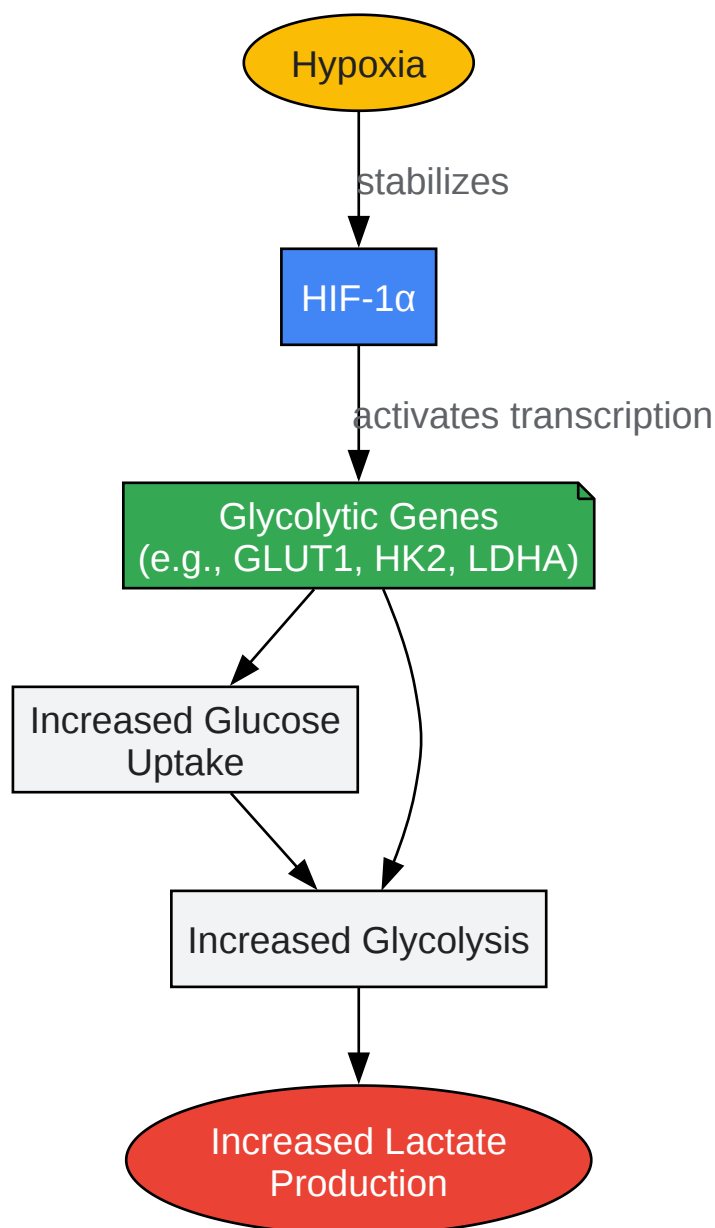 Hypoxia
stabilizes
HIF-1α
activates transcription
Glycolytic Genes
(e.g., GLUT1, HK2, LDHA)
Increased Glucose
Uptake
Increased Glycolysis
Increased Lactate
Production